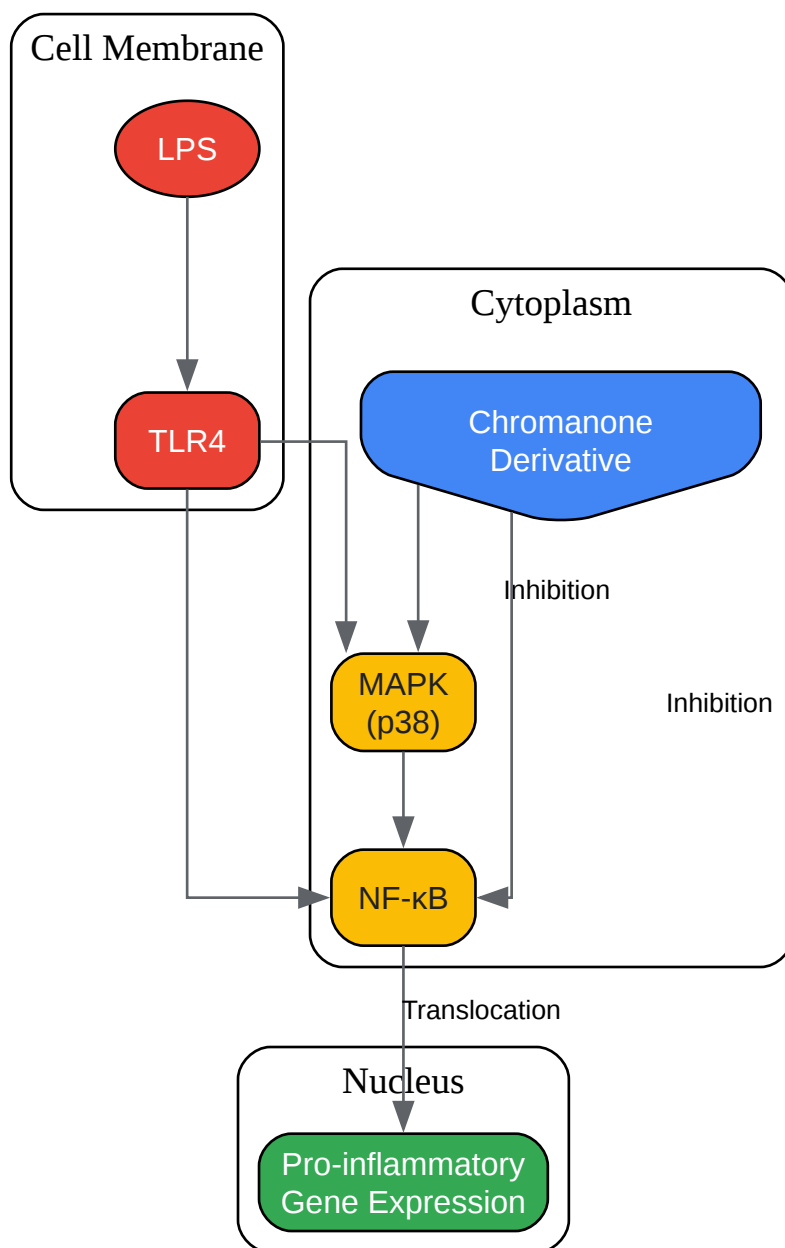 Cell Membrane
LPS
TLR4
Cytoplasm
Chromanone
Derivative
Inhibition
MAPK
(p38)
Inhibition
NF-κB
Translocation
Nucleus
Pro-inflammatory
Gene Expression